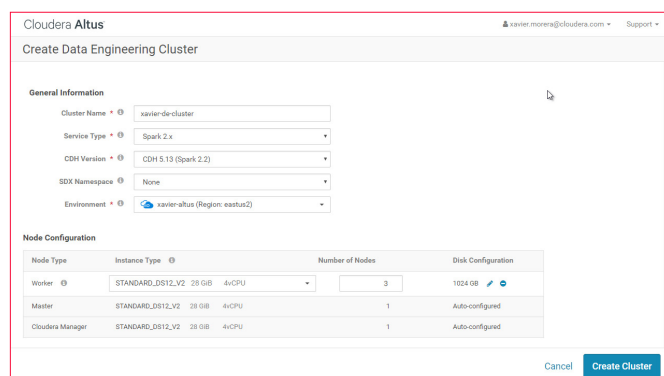 Cloudera Altus
xavier.morera@cloudera.com
Support
Create Data Engineering Cluster
General Information
Cluster Name *
xavier-de-cluster
Service Type *
Spark 2.x
CDH Version *
CDH 5.13 (Spark 2.2)
SDX Namespace
None
Environment *
xavier-altus (Region: eastus2)
Node Configuration
Node Type Instance Type Number of Nodes Disk Configuration
Worker STANDARD_DS12_V2 28 GiB 4vCPU 3 1024 GB
Master STANDARD_DS12_V2 28 GiB 4vCPU 1 Auto-configured
Cloudera Manager STANDARD_DS12_V2 28 GiB 4vCPU 1 Auto-configured
Cancel Create Cluster